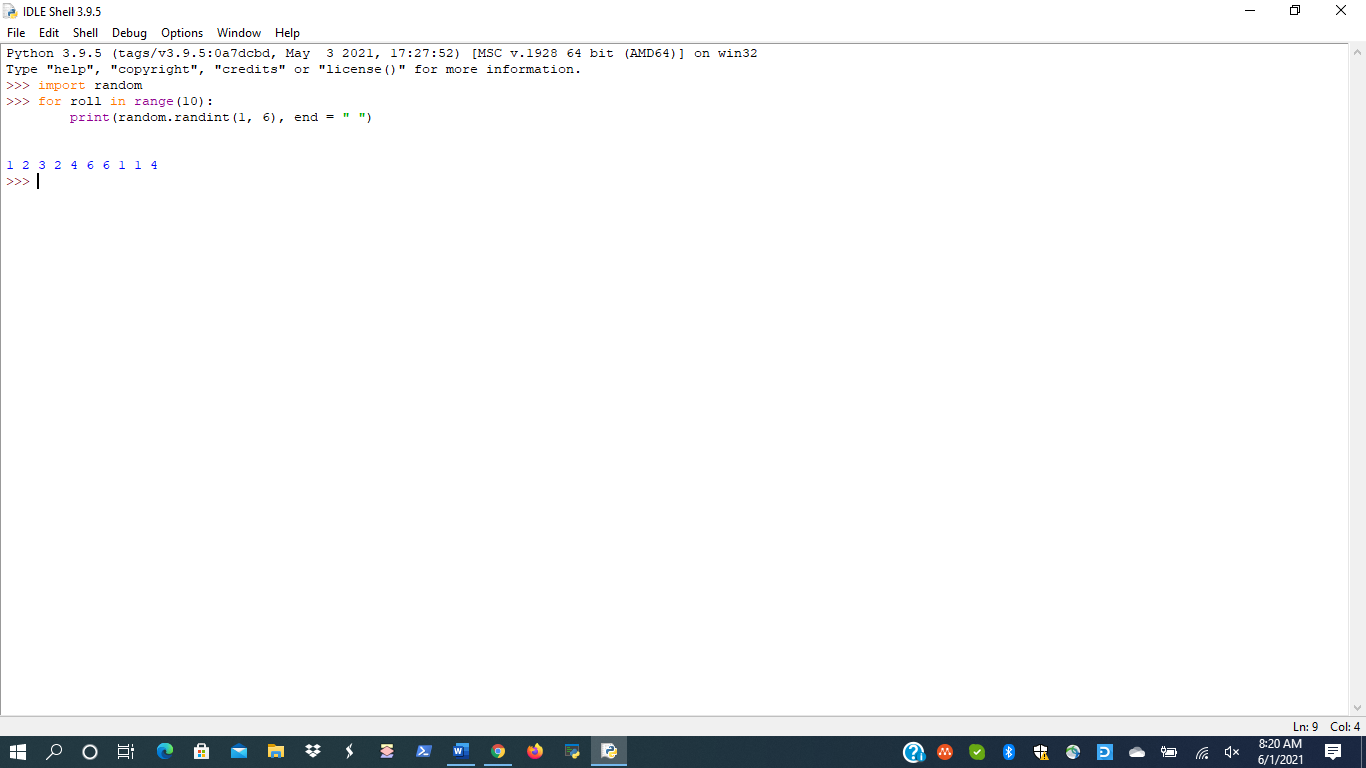 IDLE Shell 3.9.5
File Edit Shell Debug Options Window Help
Python 3.9.5 (tags/v3.9.5:0a7dcbd, May  3 2021, 17:27:52) [MSC v.1928 64 bit (AMD64)] on win32
Type "help", "copyright", "credits" or "license()" for more information.
>>> import random
>>> for roll in range(10):
        print(random.randint(1, 6), end = " ")
1 2 3 2 4 6 6 1 1 4
>>>
Ln: 9 Col: 4
8:20 AM
6/1/2021